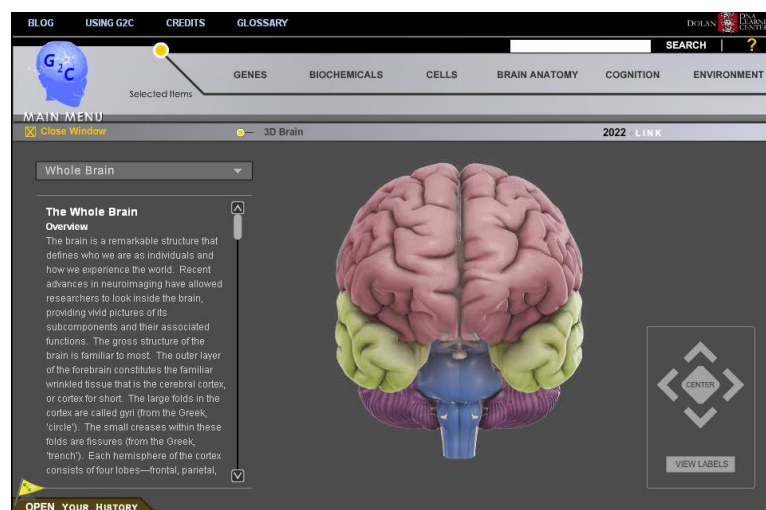 BLOG USING G2C CREDITS GLOSSARY
DOLAN DNA LEARNING CENTER
SEARCH | ?
G2C
GENES BIOCHEMICALS CELLS BRAIN ANATOMY COGNITION ENVIRONMENT
Selected Items
MAIN MENU
X Close Window 3D Brain 2022 LINK
Whole Brain
The Whole Brain
Overview
The brain is a remarkable structure that
defines who we are as individuals and
how we experience the world. Recent
advances in neuroimaging have allowed
researchers to look inside the brain,
providing vivid pictures of its
subcomponents and their associated
functions. The gross structure of the
brain is familiar to most. The outer layer
of the forebrain constitutes the familiar
wrinkled tissue that is the cerebral cortex,
or cortex for short. The large folds in the
cortex are called gyri (from the Greek,
'circle'). The small creases within these
folds are fissures (from the Greek,
'trench'). Each hemisphere of the cortex
consists of four lobes—frontal, parietal,
CENTER
VIEW LABELS
OPEN YOUR HISTORY